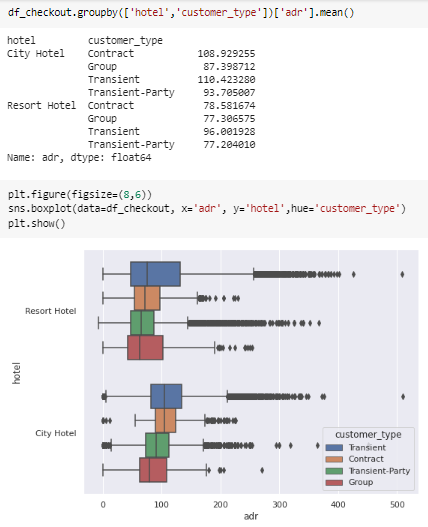 df_checkout.groupby(['hotel','customer_type'])['adr'].mean()
hotel customer_type
City Hotel Contract 108.929255
Group 87.398712
Transient 110.423280
Transient-Party 93.705007
Resort Hotel Contract 78.581674
Group 77.306575
Transient 96.001928
Transient-Party 77.204010
Name: adr, dtype: float64
plt.figure(figsize=(8,6))
sns.boxplot(data=df_checkout, x='adr', y='hotel',hue='customer_type')
plt.show()
Resort Hotel
hotel
City Hotel
customer_type
Transient
Contract
Transient-Party
Group
0 100 200 300 400 500
adr